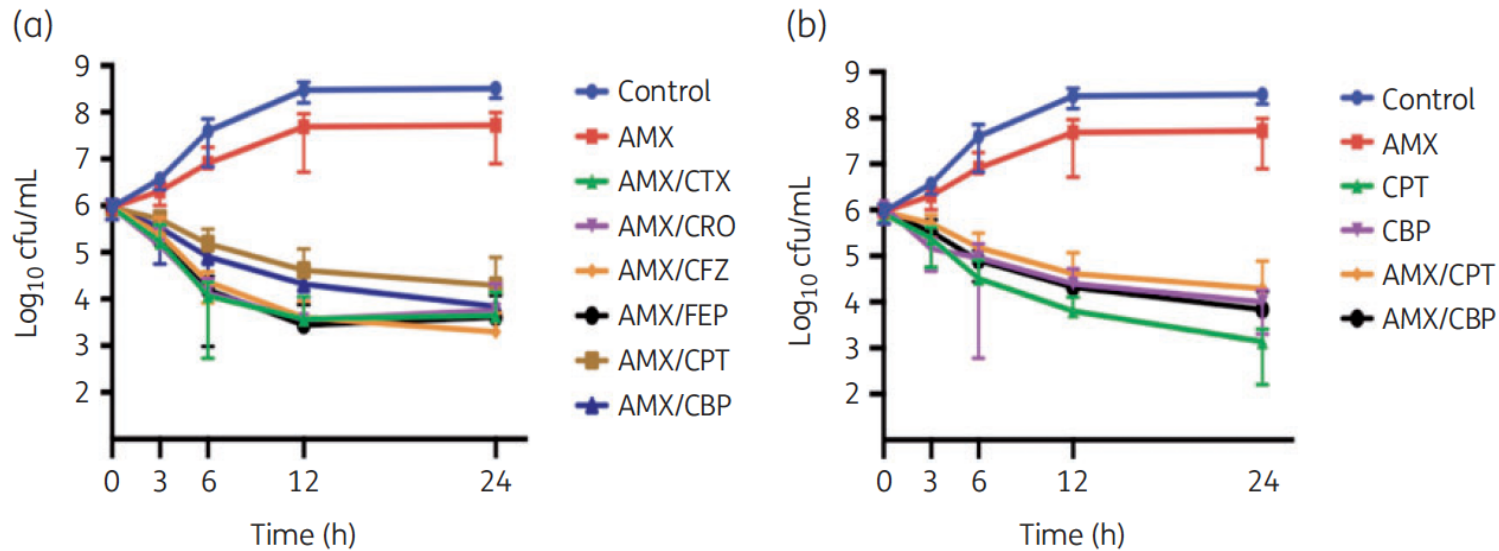 (a)
Log10 cfu/mL
9
8
7
6
5
4
3
2
0 3 6 12 24
Time (h)
Control
AMX
AMX/CTX
AMX/CRO
AMX/CFZ
AMX/FEP
AMX/CPT
AMX/CBP
(b)
Log10 cfu/mL
9
8
7
6
5
4
3
2
0 3 6 12 24
Time (h)
Control
AMX
CPT
CBP
AMX/CPT
AMX/CBP